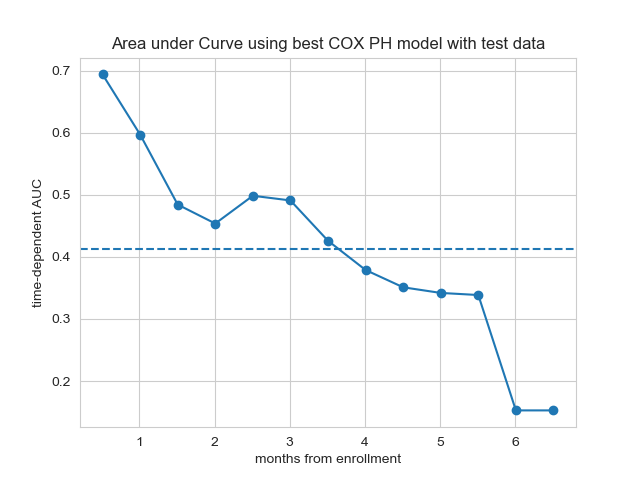 Area under Curve using best COX PH model with test data
time-dependent AUC
0.7
0.6
0.5
0.4
0.3
0.2
1 2 3 4 5 6
months from enrollment